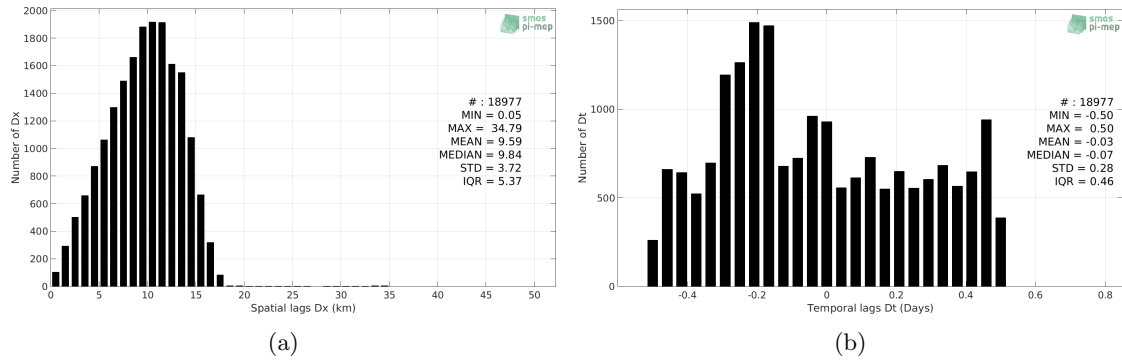 2000
1800
1600
1400
1200
1000
800
600
400
200
0
Number of Dx
0 5 10 15 20 25 30 35 40 45 50
Spatial lags Dx (km)
smos
pi-mep
# : 18977
MIN = 0.05
MAX = 34.79
MEAN = 9.59
MEDIAN = 9.84
STD = 3.72
IQR = 5.37
(a)
1500
1000
500
0
Number of Dt
-0.4 -0.2 0 0.2 0.4 0.6 0.8
Temporal lags Dt (Days)
smos
pi-mep
# : 18977
MIN = -0.50
MAX = 0.50
MEAN = -0.03
MEDIAN = -0.07
STD = 0.28
IQR = 0.46
(b)